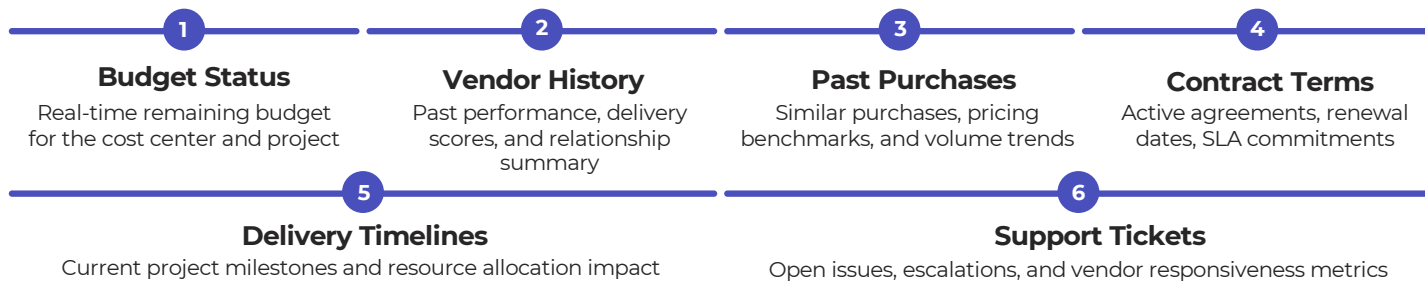 1
Budget Status
Real-time remaining budget
for the cost center and project
2
Vendor History
Past performance, delivery
scores, and relationship
summary
3
Past Purchases
Similar purchases, pricing
benchmarks, and volume trends
4
Contract Terms
Active agreements, renewal
dates, SLA commitments
5
Delivery Timelines
Current project milestones and resource allocation impact
6
Support Tickets
Open issues, escalations, and vendor responsiveness metrics